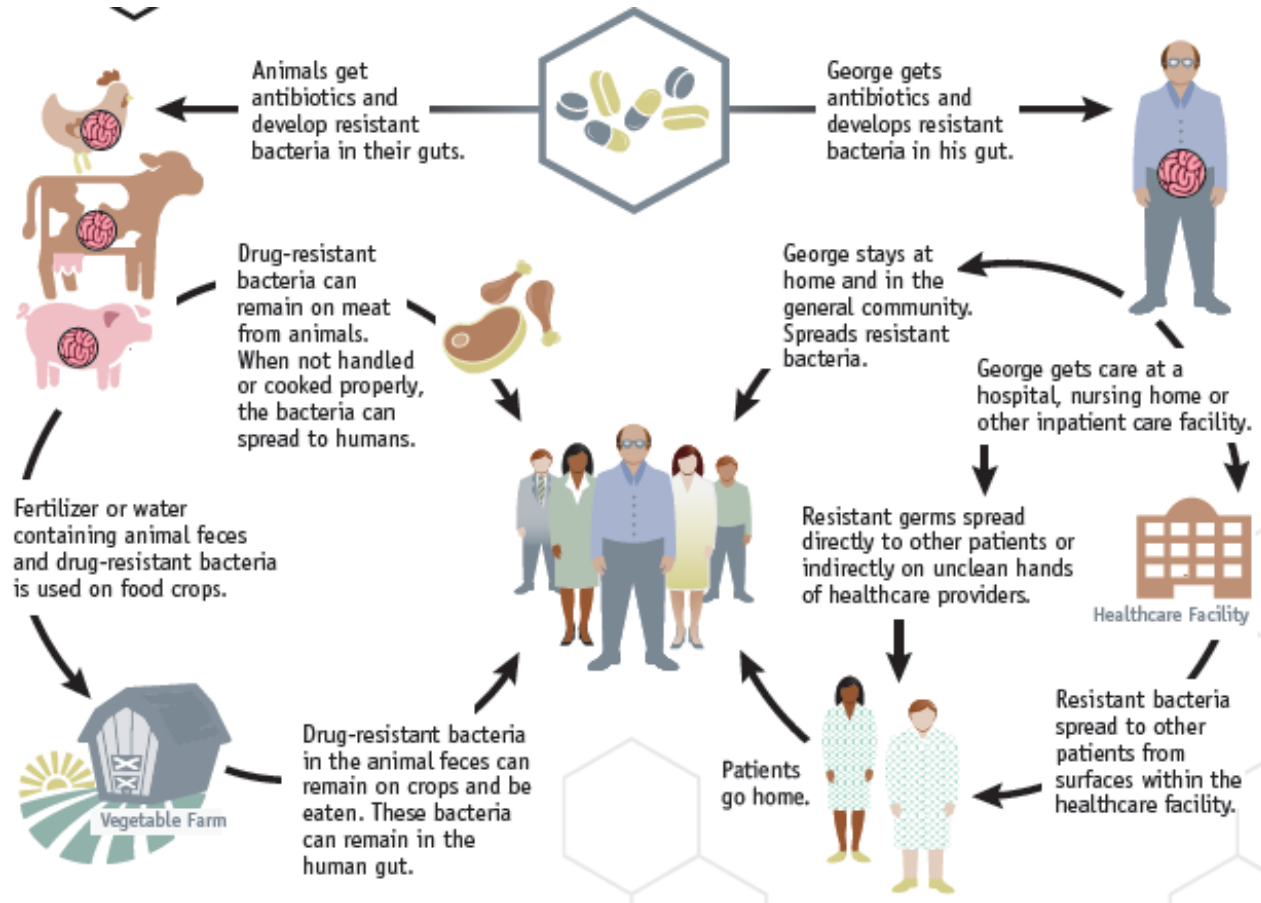 Animals get
antibiotics and
develop resistant
bacteria in their guts.
George gets
antibiotics and
develops resistant
bacteria in his gut.
Drug-resistant
bacteria can
remain on meat
from animals.
When not handled
or cooked properly,
the bacteria can
spread to humans.
George stays at
home and in the
general community.
Spreads resistant
bacteria.
George gets care at a
hospital, nursing home or
other inpatient care facility.
Fertilizer or water
containing animal feces
and drug-resistant bacteria
is used on food crops.
Resistant germs spread
directly to other patients or
indirectly on unclean hands
of healthcare providers.
Healthcare Facility
Vegetable Farm
Drug-resistant bacteria
in the animal feces can
remain on crops and be
eaten. These bacteria
can remain in the
human gut.
Patients
go home.
Resistant bacteria
spread to other
patients from
surfaces within the
healthcare facility.